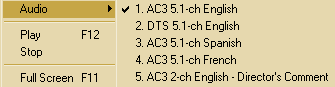 Audio
Play F12
Stop
Full Screen F11
1. AC3 5.1-ch English
2. DTS 5.1-ch English
3. AC3 5.1-ch Spanish
4. AC3 5.1-ch French
5. AC3 2-ch English - Director's Comment